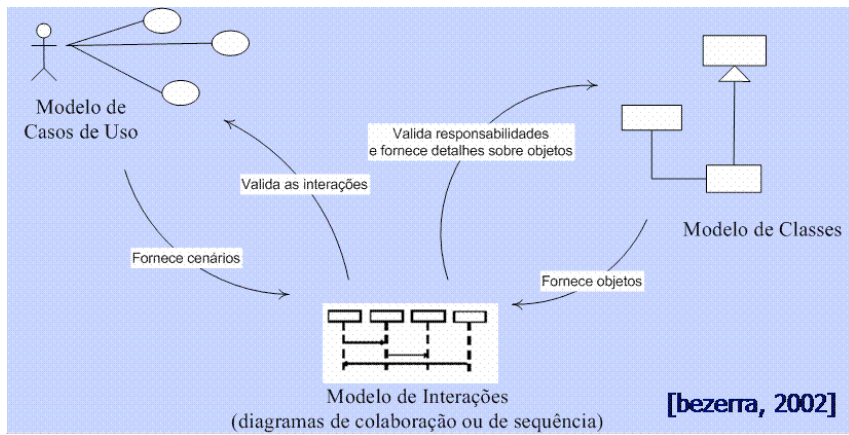 Modelo de
Casos de Uso
Valida responsabilidades
e fornece detalhes sobre objetos
Valida as interações
Modelo de Classes
Fornece cenários
Fornece objetos
Modelo de Interações
(diagramas de colaboração ou de sequência)
[bezerra, 2002]